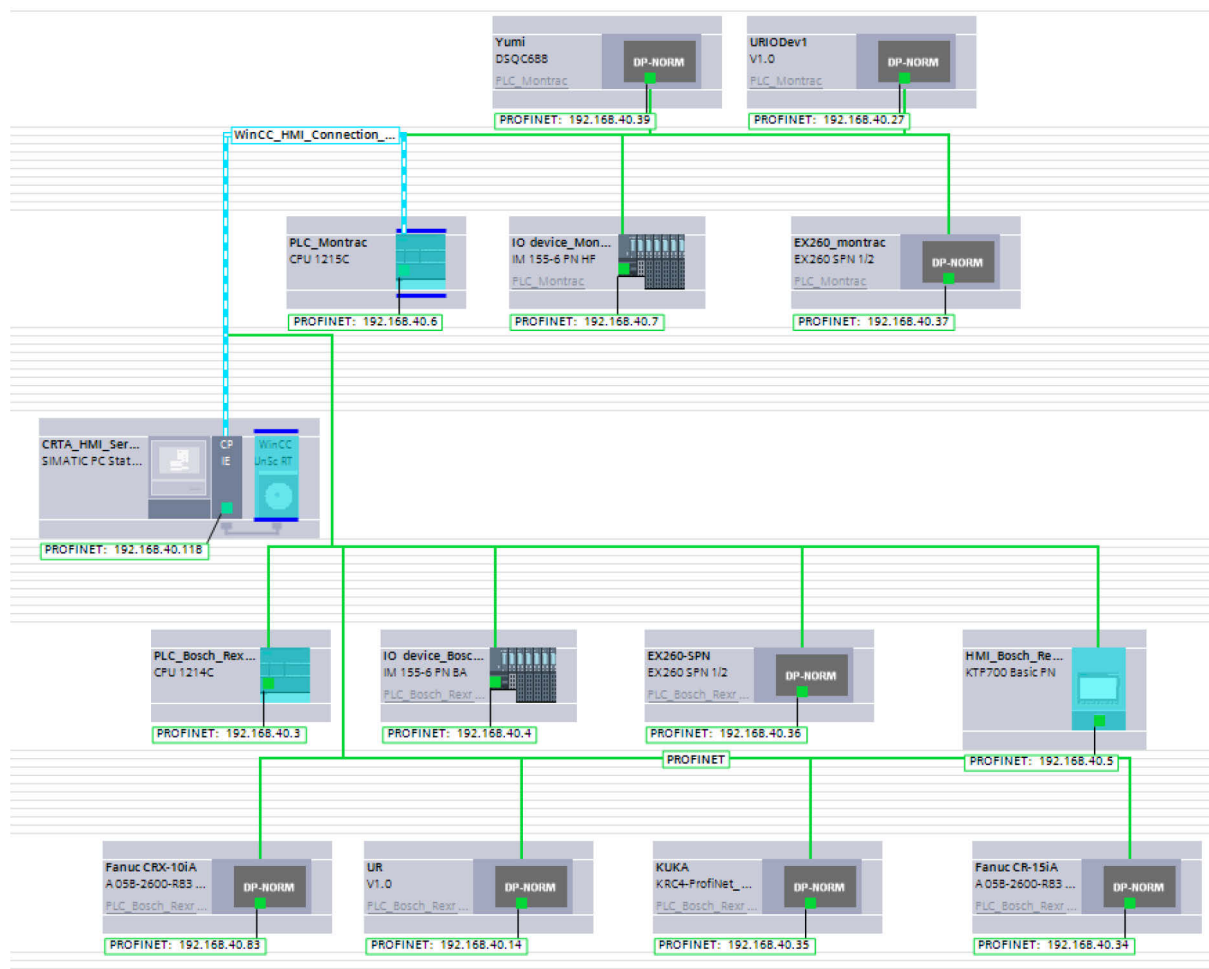 Yumi
DSQC688
DP-NORM
PLC_Montrac
PROFINET: 192.168.40.39
URIODev1
V1.0
DP-NORM
PLC_Montrac
PROFINET: 192.168.40.27
WinCC_HMI_Connection_...
PLC_Montrac
CPU 1215C
PROFINET: 192.168.40.6
IO device_Mon...
IM 155-6 PN HF
PLC_Montrac
PROFINET: 192.168.40.7
EX260_montrac
EX260 SPN 1/2
DP-NORM
PLC_Montrac
PROFINET: 192.168.40.37
CRTA_HMI_Ser...
SIMATIC PC Stat...
CP
IE
WinCC
UnSc RT
PROFINET: 192.168.40.118
PLC_Bosch_Rex...
CPU 1214C
PROFINET: 192.168.40.3
IO device_Bosc...
IM 155-6 PN BA
PLC_Bosch_Rexr...
PROFINET: 192.168.40.4
EX260-SPN
EX260 SPN 1/2
DP-NORM
PLC_Bosch_Rexr...
PROFINET: 192.168.40.36
HMI_Bosch_Re...
KTP700 Basic PN
PROFINET: 192.168.40.5
PROFINET
Fanuc CRX-10iA
A05B-2600-R83 ...
DP-NORM
PLC_Bosch_Rexr...
PROFINET: 192.168.40.83
UR
V1.0
DP-NORM
PLC_Bosch_Rexr...
PROFINET: 192.168.40.14
KUKA
KRC4-ProfiNet_...
DP-NORM
PLC_Bosch_Rexr...
PROFINET: 192.168.40.35
Fanuc CR-15iA
A05B-2600-R83 ...
DP-NORM
PLC_Bosch_Rexr...
PROFINET: 192.168.40.34